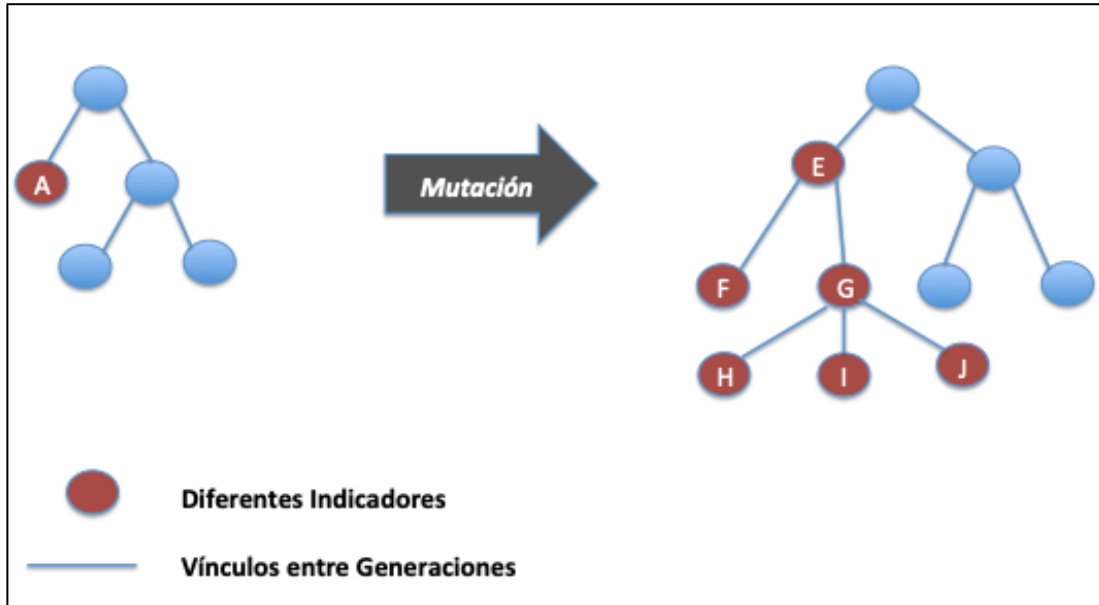 A
Mutación
E
F
G
H
I
J
Diferentes Indicadores
Vínculos entre Generaciones